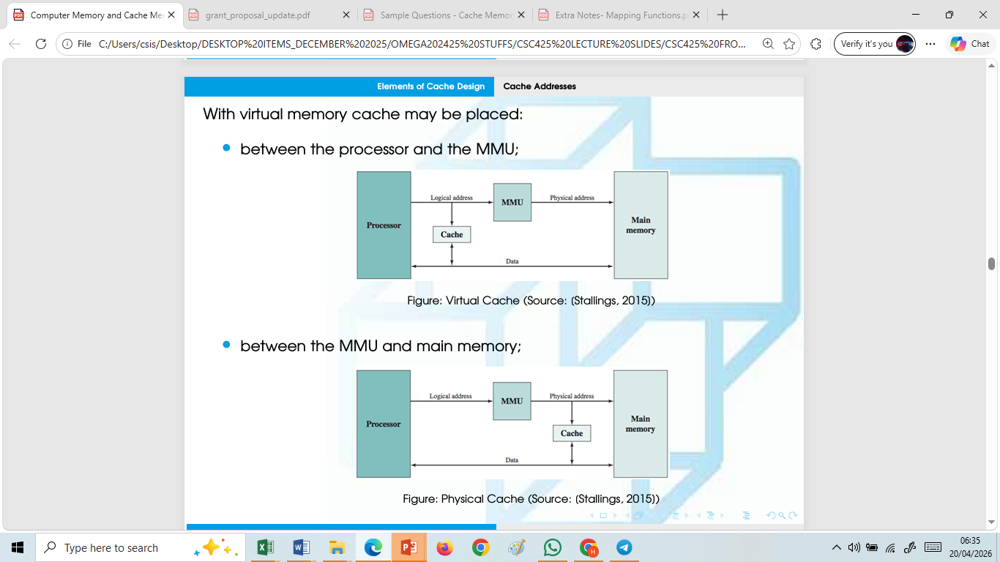 Computer Memory and Cache Me
grant_proposal_update.pdf
Sample Questions - Cache Memor
Extra Notes- Mapping Functions.p
File
C:/Users/csis/Desktop/DESKTOP%20ITEMS_DECEMBER%202025/OMEGA202425%20STUFFS/CSC425%20LECTURE%20SLIDES/CSC425%20FRO...
Verify it's you
Chat
Elements of Cache Design
Cache Addresses
With virtual memory cache may be placed:
between the processor and the MMU;
Processor
Logical address
MMU
Physical address
Main
memory
Cache
Data
Figure: Virtual Cache (Source: [Stallings, 2015])
between the MMU and main memory;
Processor
Logical address
MMU
Physical address
Main
memory
Cache
Data
Figure: Physical Cache (Source: [Stallings, 2015])
Type here to search
06:35
20/04/2026